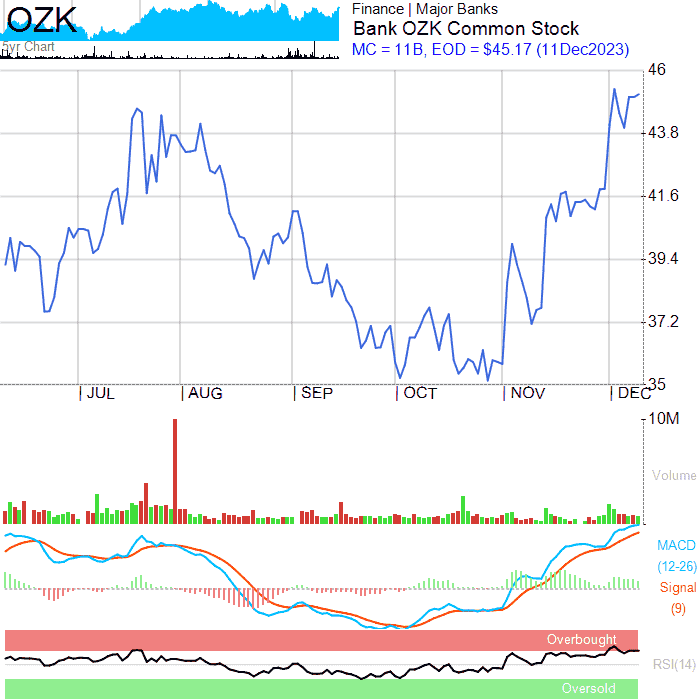 OZK
5yr Chart
Finance | Major Banks
Bank OZK Common Stock
MC = 11B, EOD = $45.17 (11Dec2023)
46
43.8
41.6
39.4
37.2
35
JUL
AUG
SEP
OCT
NOV
DEC
10M
Volume
MACD
(12-26)
Signal
(9)
Overbought
RSI(14)
Oversold